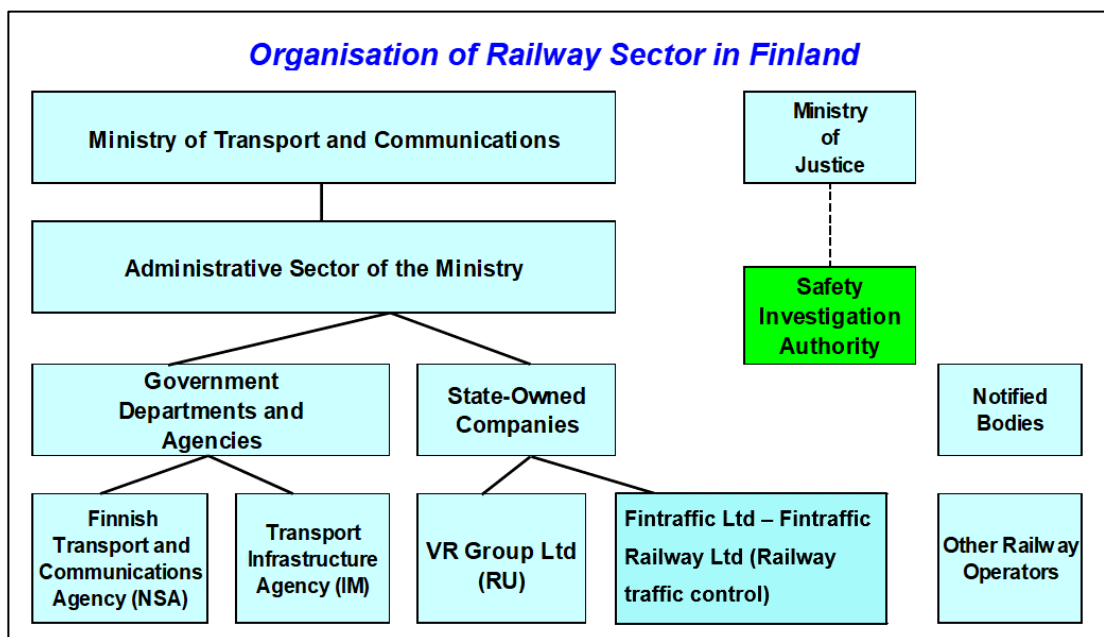 Organisation of Railway Sector in Finland
Ministry of Transport and Communications
Ministry
of
Justice
Administrative Sector of the Ministry
Safety
Investigation
Authority
Government
Departments and
Agencies
State-Owned
Companies
Notified
Bodies
Finnish
Transport and
Communications
Agency (NSA)
Transport
Infrastructure
Agency (IM)
VR Group Ltd
(RU)
Fintraffic Ltd – Fintraffic
Railway Ltd (Railway
traffic control)
Other Railway
Operators